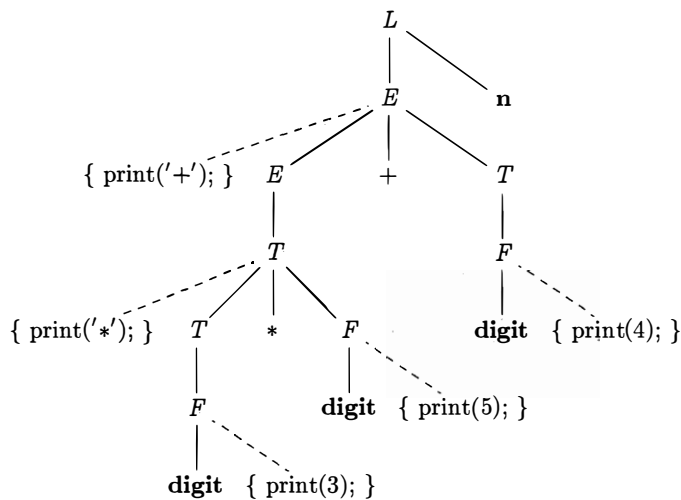 L
E n
{ print('+'); } E + T
T F
{ print('*'); } T * F digit { print(4); }
F digit { print(5); }
digit { print(3); }